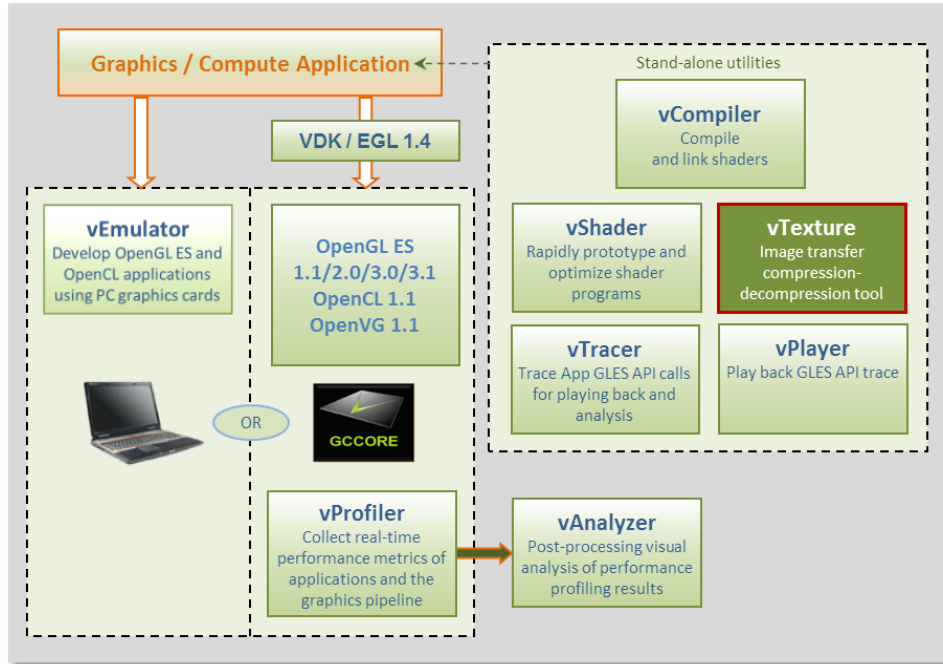 Graphics / Compute Application
Stand-alone utilities
VDK / EGL 1.4
vCompiler
Compile
and link shaders
vEmulator
Develop OpenGL ES and
OpenCL applications
using PC graphics cards
OpenGL ES
1.1/2.0/3.0/3.1
OpenCL 1.1
OpenVG 1.1
vShader
Rapidly prototype and
optimize shader
programs
vTexture
Image transfer
compression-
decompression tool
vTracer
Trace App GLES API calls
for playing back and
analysis
vPlayer
Play back GLES API trace
OR
GCCORE
vProfiler
Collect real-time
performance metrics of
applications and the
graphics pipeline
vAnalyzer
Post-processing visual
analysis of performance
profiling results